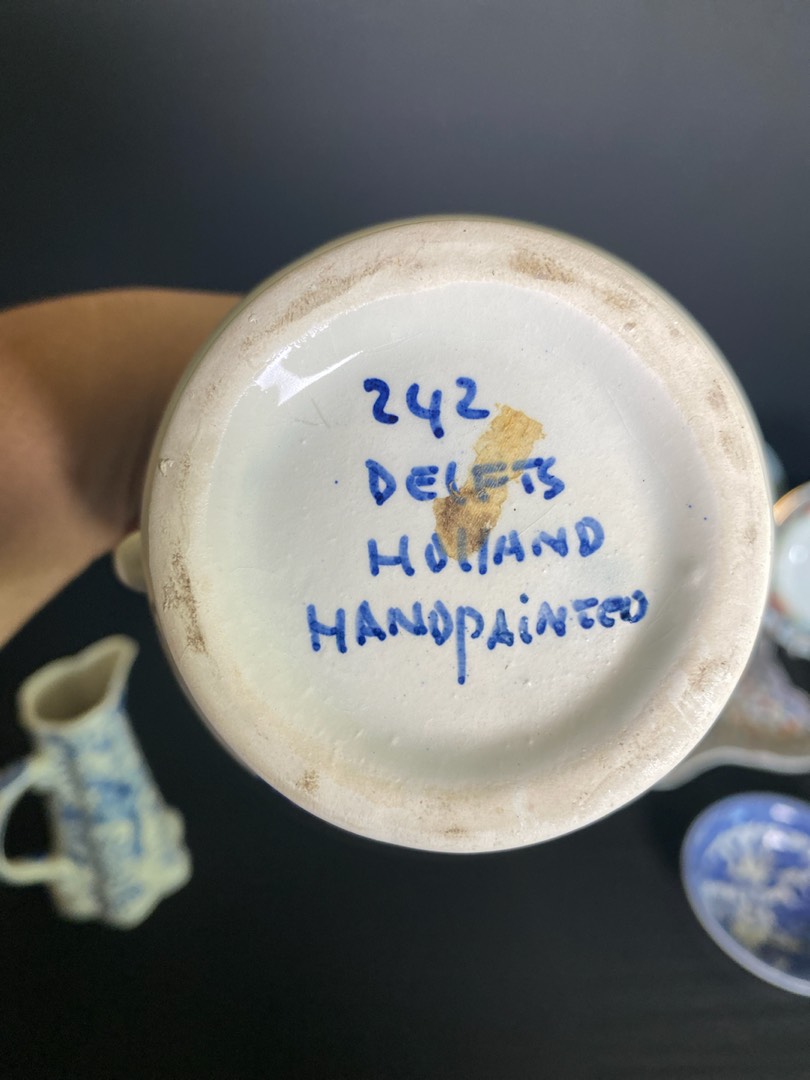 242
DELFTS
HOLLAND
HANDPAINTED